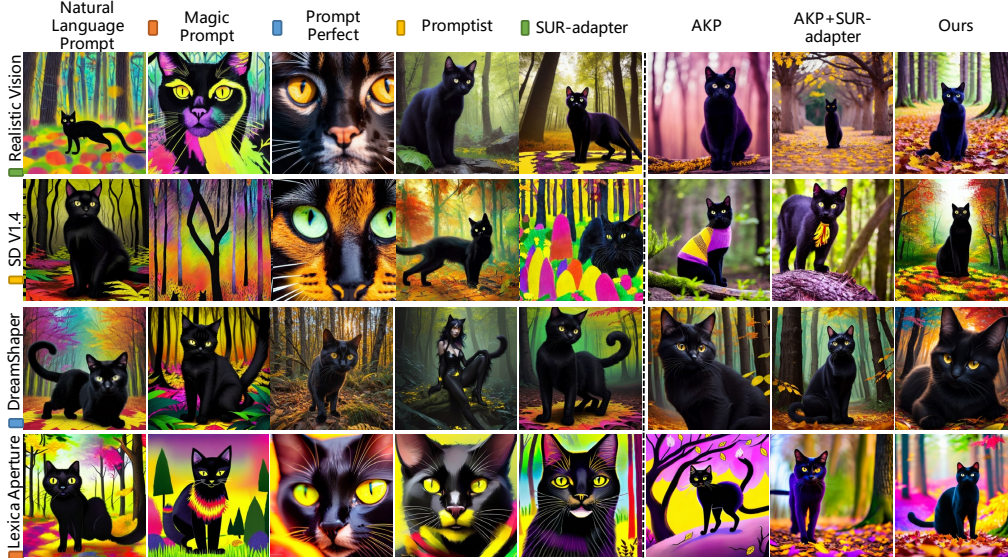 Natural
Language
Prompt
Magic
Prompt
Prompt
Perfect
Promptist
SUR-adapter
AKP
AKP+SUR-
adapter
Ours
Realistic Vision
SD V1.4
DreamShaper
Lexica Aperture